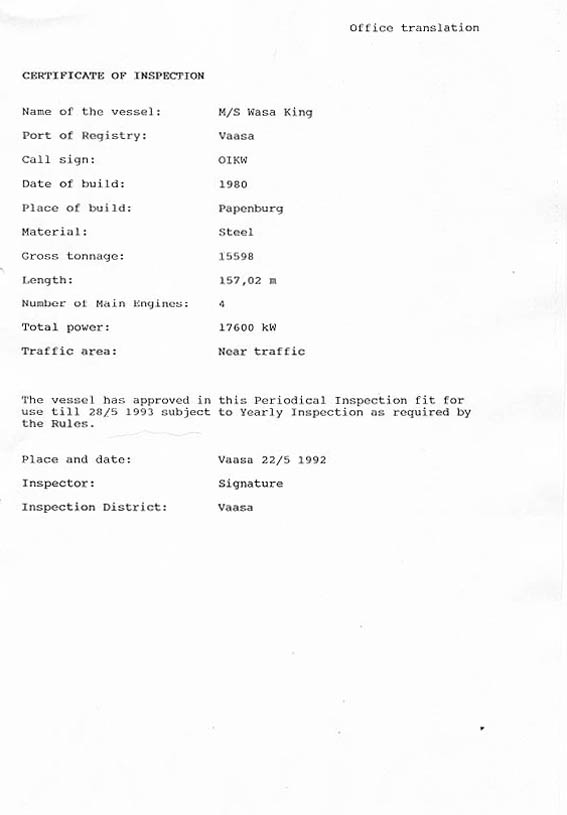 Office translation
CERTIFICATE OF INSPECTION
Name of the vessel: M/S Wasa King
Port of Registry: Vaasa
Call sign: OIKW
Date of build: 1980
Place of build: Papenburg
Material: Steel
Gross tonnage: 15598
Length: 157,02 m
Number of Main Engines: 4
Total power: 17600 kW
Traffic area: Near traffic
The vessel has approved in this Periodical Inspection fit for
use till 28/5 1993 subject to Yearly Inspection as required by
the Rules.
Place and date: Vaasa 22/5 1992
Inspector: Signature
Inspection District: Vaasa